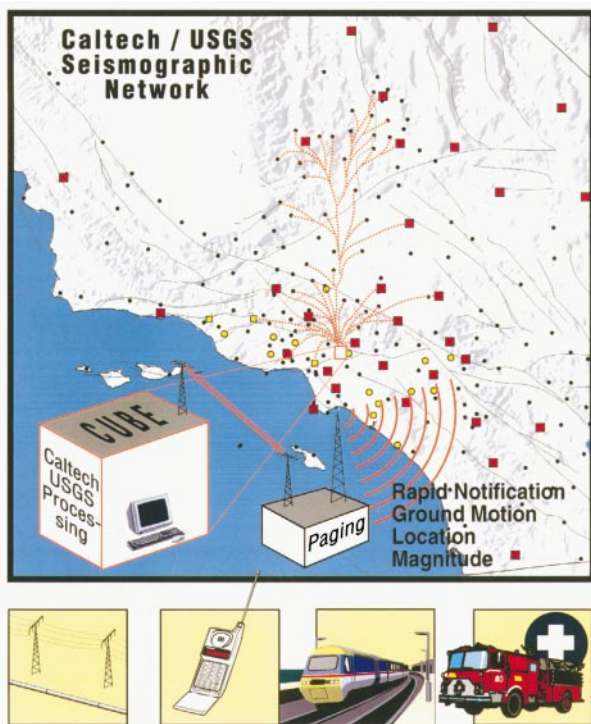 Caltech / USGS
Seismographic
Network
CUBE
Caltech
USGS
Proces-
sing
Paging
Rapid Notification
Ground Motion
Location
Magnitude